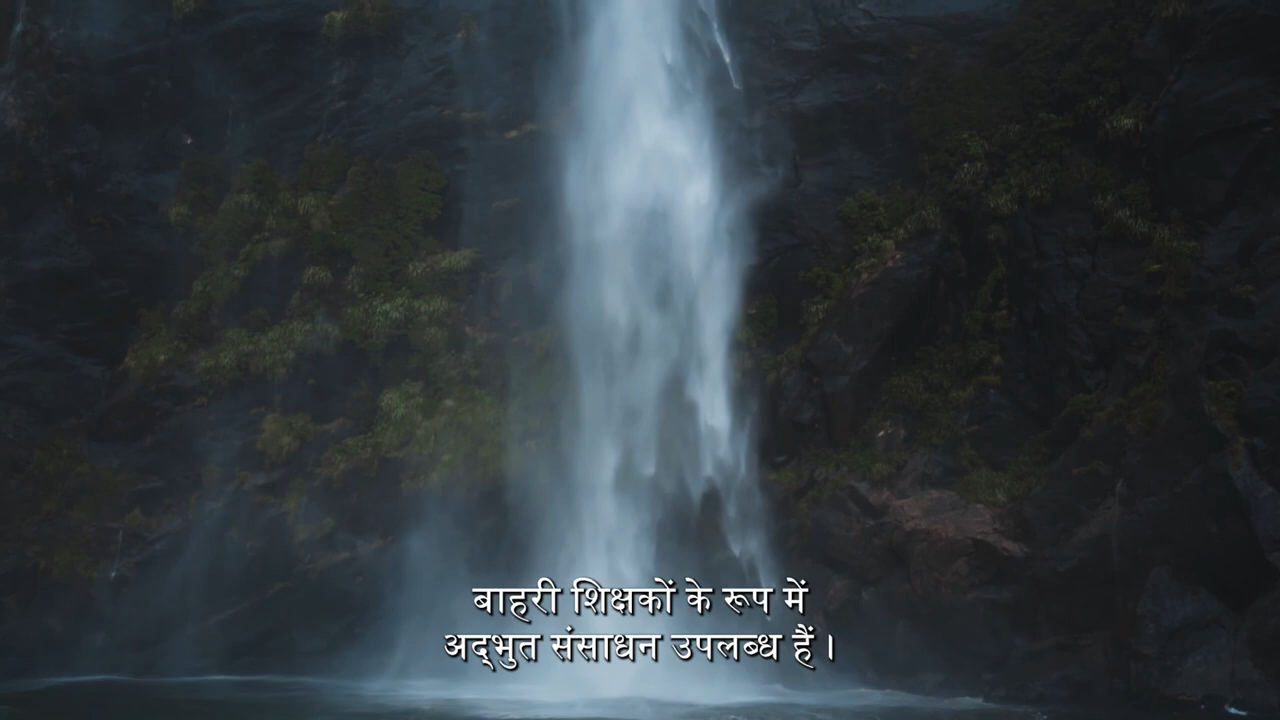 बाहरी शिक्षकों के रूप में
अद्‌भुत संसाधन उपलब्ध हैं।